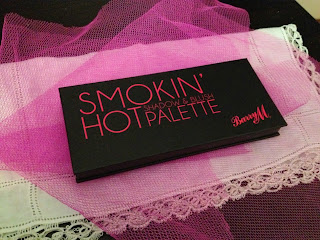 SMOKIN'
SHADOW & BLUSH
HOT PALETTE
Barry M.